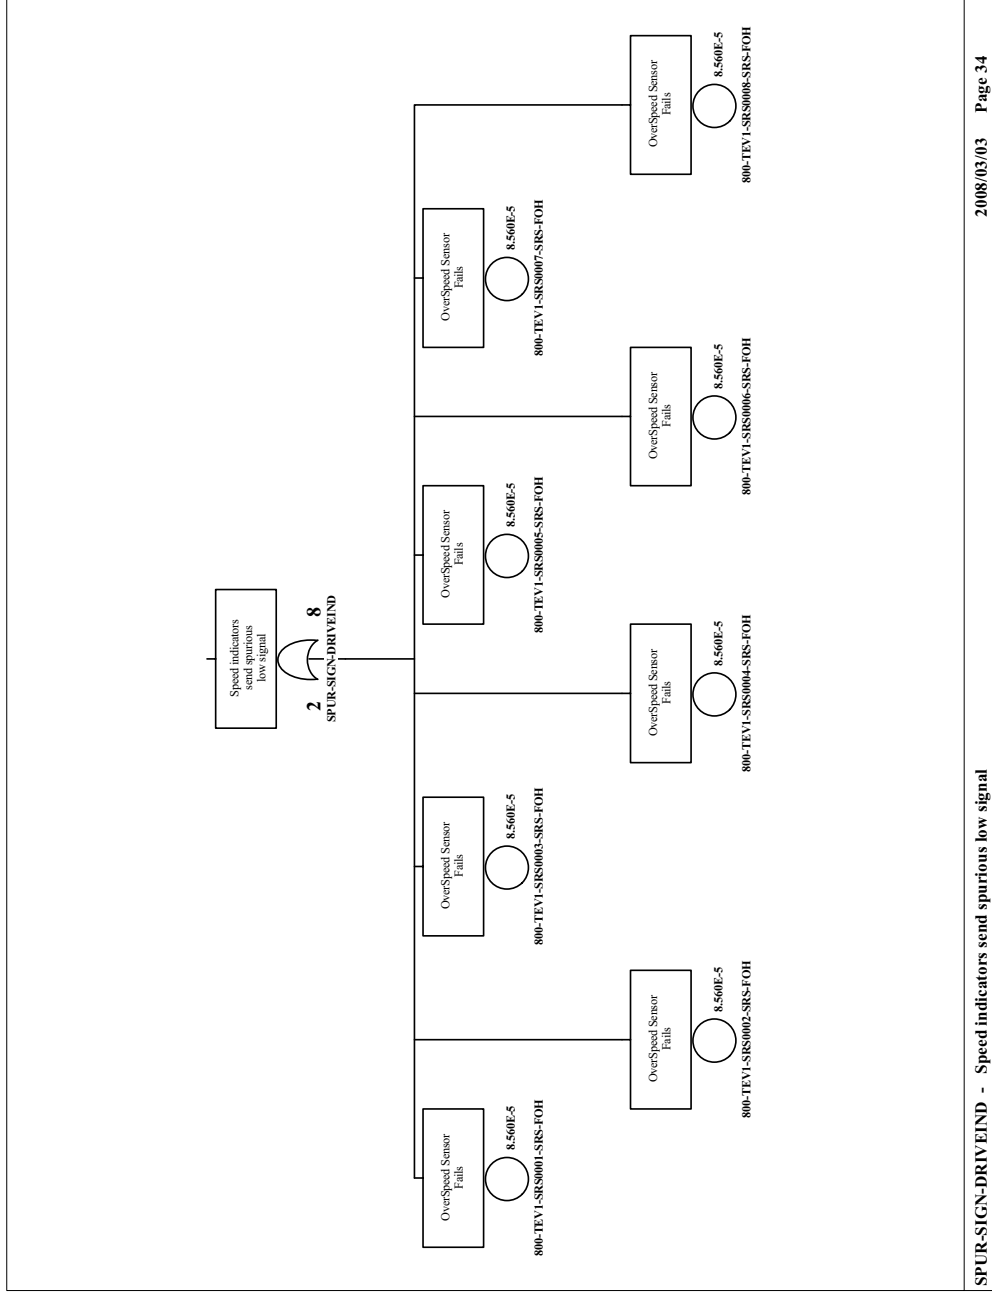 Speed indicators
send spurious
low signal
2 8
SPUR-SIGN-DRIVEIND
OverSpeed Sensor
Fails
8.560E-5
800-TEV1-SRS0001-SRS-FOH
OverSpeed Sensor
Fails
8.560E-5
800-TEV1-SRS0003-SRS-FOH
OverSpeed Sensor
Fails
8.560E-5
800-TEV1-SRS0005-SRS-FOH
OverSpeed Sensor
Fails
8.560E-5
800-TEV1-SRS0007-SRS-FOH
OverSpeed Sensor
Fails
8.560E-5
800-TEV1-SRS0002-SRS-FOH
OverSpeed Sensor
Fails
8.560E-5
800-TEV1-SRS0004-SRS-FOH
OverSpeed Sensor
Fails
8.560E-5
800-TEV1-SRS0006-SRS-FOH
OverSpeed Sensor
Fails
8.560E-5
800-TEV1-SRS0008-SRS-FOH
SPUR-SIGN-DRIVEIND - Speed indicators send spurious low signal 2008/03/03 Page 34